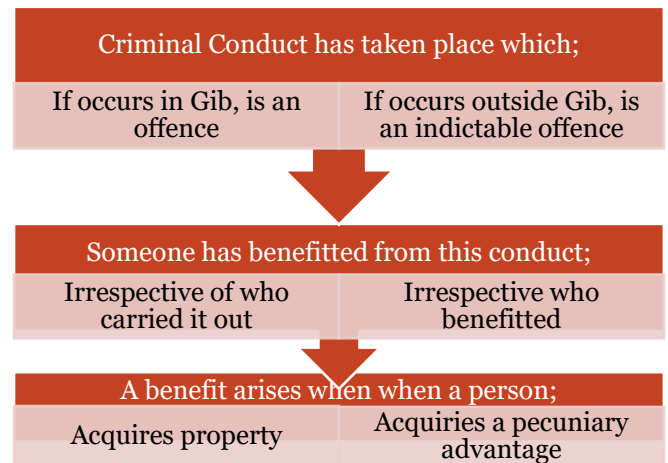 Criminal Conduct has taken place which;
If occurs in Gib, is an
offence
If occurs outside Gib, is
an indictable offence
Someone has benefitted from this conduct;
Irrespective of who
carried it out
Irrespective who
benefitted
A benefit arises when when a person;
Acquires property
Acquiries a pecuniary
advantage